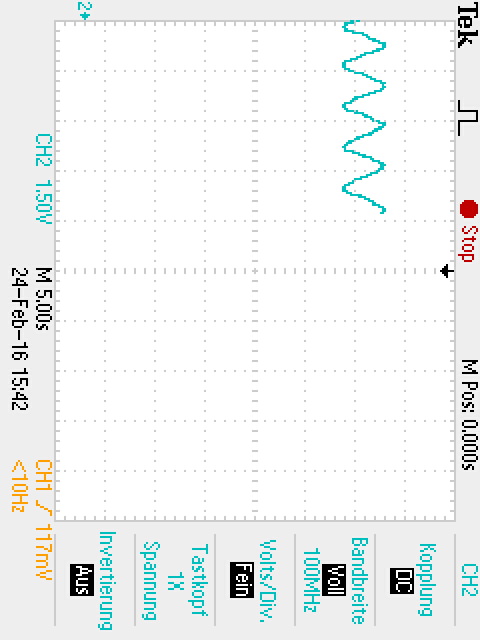 Tek
Stop
M Pos: 0.000s
CH2
Kopplung
DC
Bandbreite
Voll
100MHz
Volts/Div.
Fein
Tastkopf
1X
Spannung
Invertierung
Aus
2
CH2 1.50V
M 5.00s
CH1 117mV
24-Feb-16 15:42
<10Hz